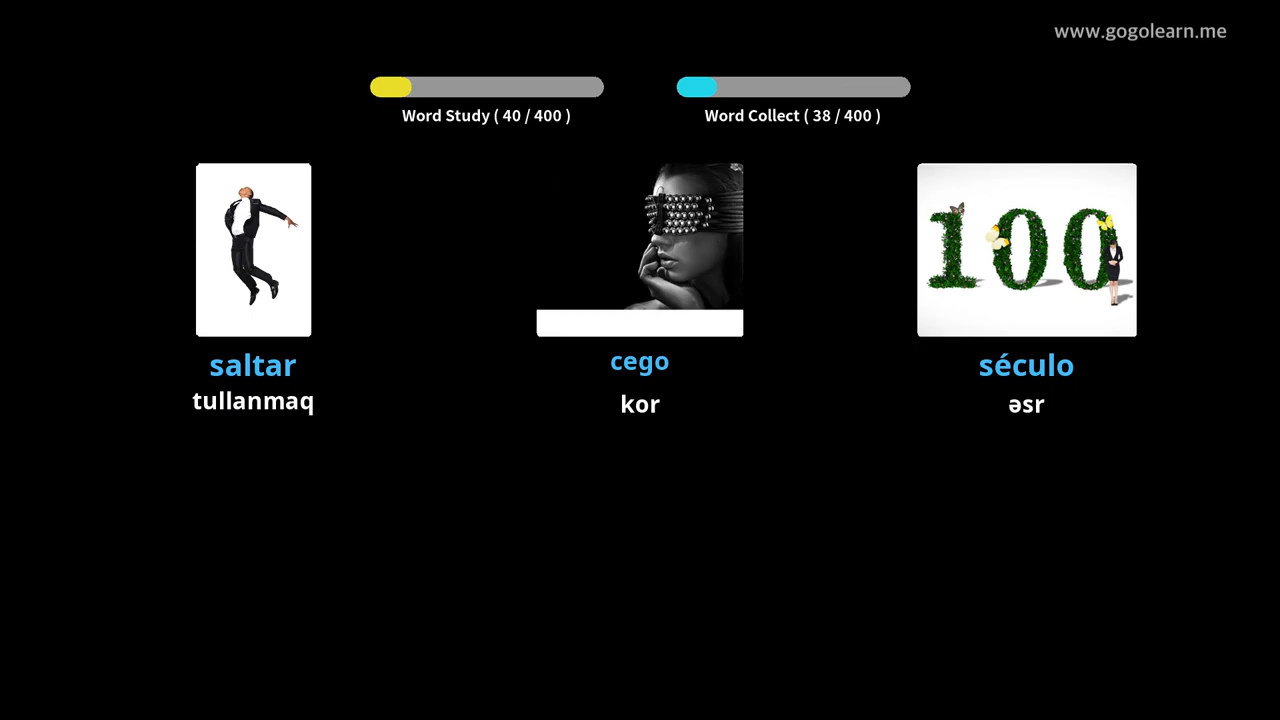 www.gogolearn.me
Word Study ( 40 / 400 )
Word Collect ( 38 / 400 )
saltar
tullanmaq
cego
kor
século
əsr